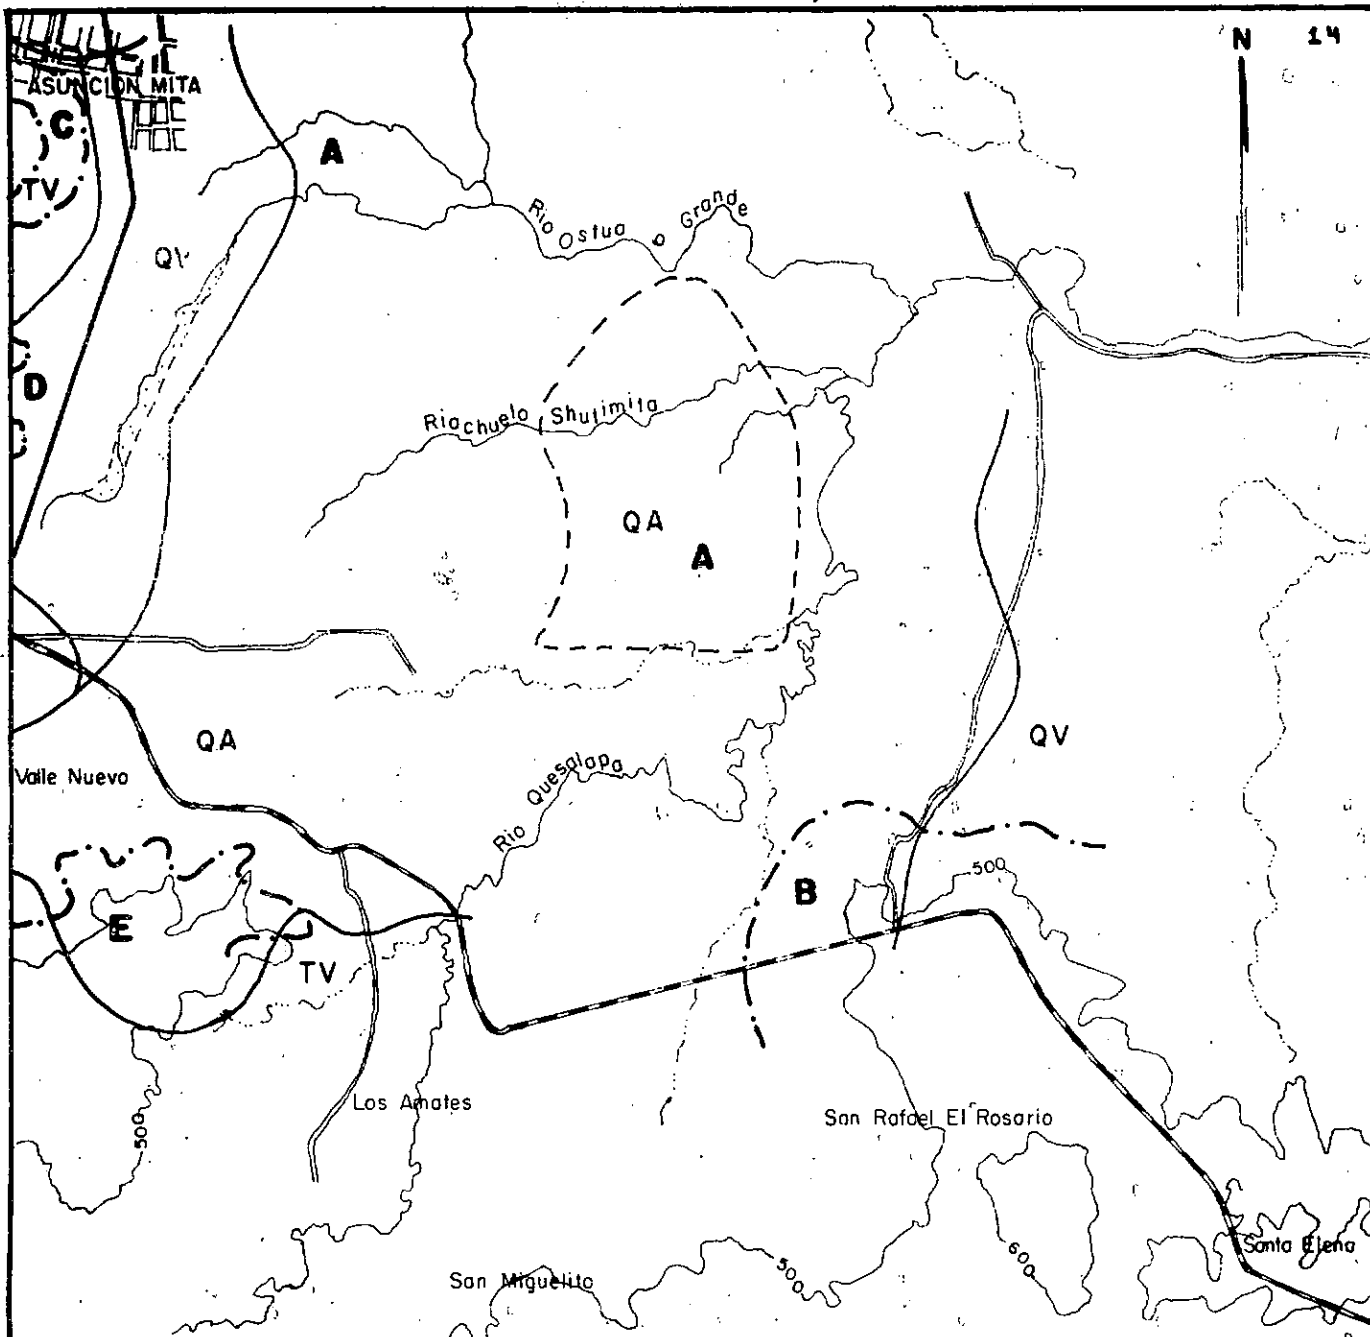 N 14
ASUNCION MITA
C
A
TV
Rio Ostua o Grande
QV
D
Riachuelo Shutimita
QA
A
QA
QV
Valle Nuevo
Rio Quesalapa
500
B
E
TV
Los Amates
500
San Rafael El Rosario
Santa Elena
600
500
San Miguelito